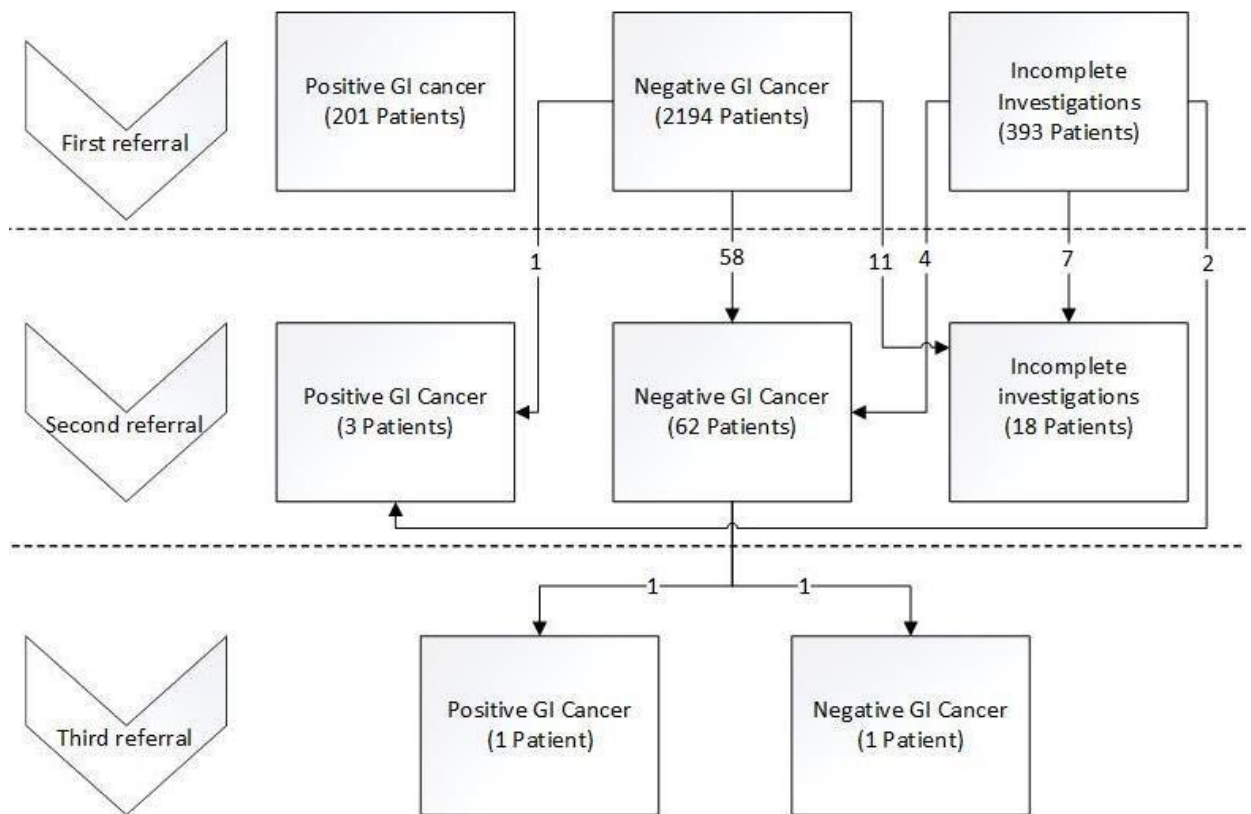 Positive GI cancer
(201 Patients)
Negative GI Cancer
(2194 Patients)
Incomplete
Investigations
(393 Patients)
First referral
1
58
11
4
7
2
Positive GI Cancer
(3 Patients)
Negative GI Cancer
(62 Patients)
Incomplete
investigations
(18 Patients)
Second referral
1
1
Positive GI Cancer
(1 Patient)
Negative GI Cancer
(1 Patient)
Third referral